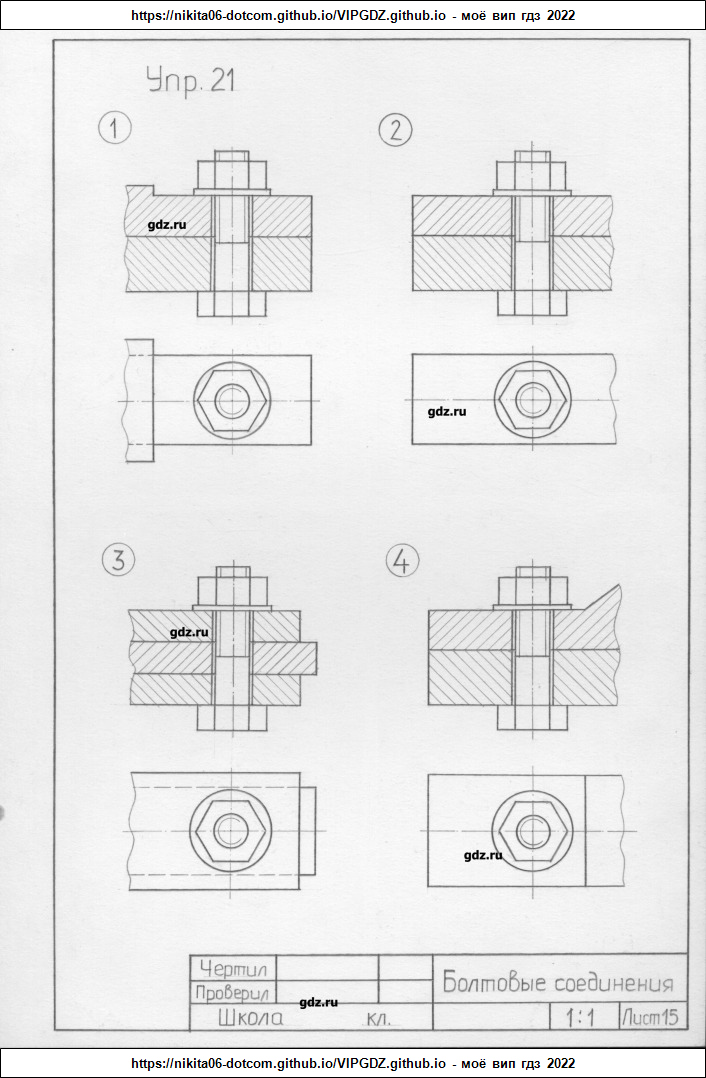 https://nikita06-dotcom.github.io/VIPGDZ.github.io - моё вип гдз 2022
Упр. 21
1
2
gdz.ru
gdz.ru
3
4
gdz.ru
gdz.ru
Чертил
Проверил
Болтовые соединения
gdz.ru
Школа кл.
1:1 Лист 15
https://nikita06-dotcom.github.io/VIPGDZ.github.io - моё вип гдз 2022